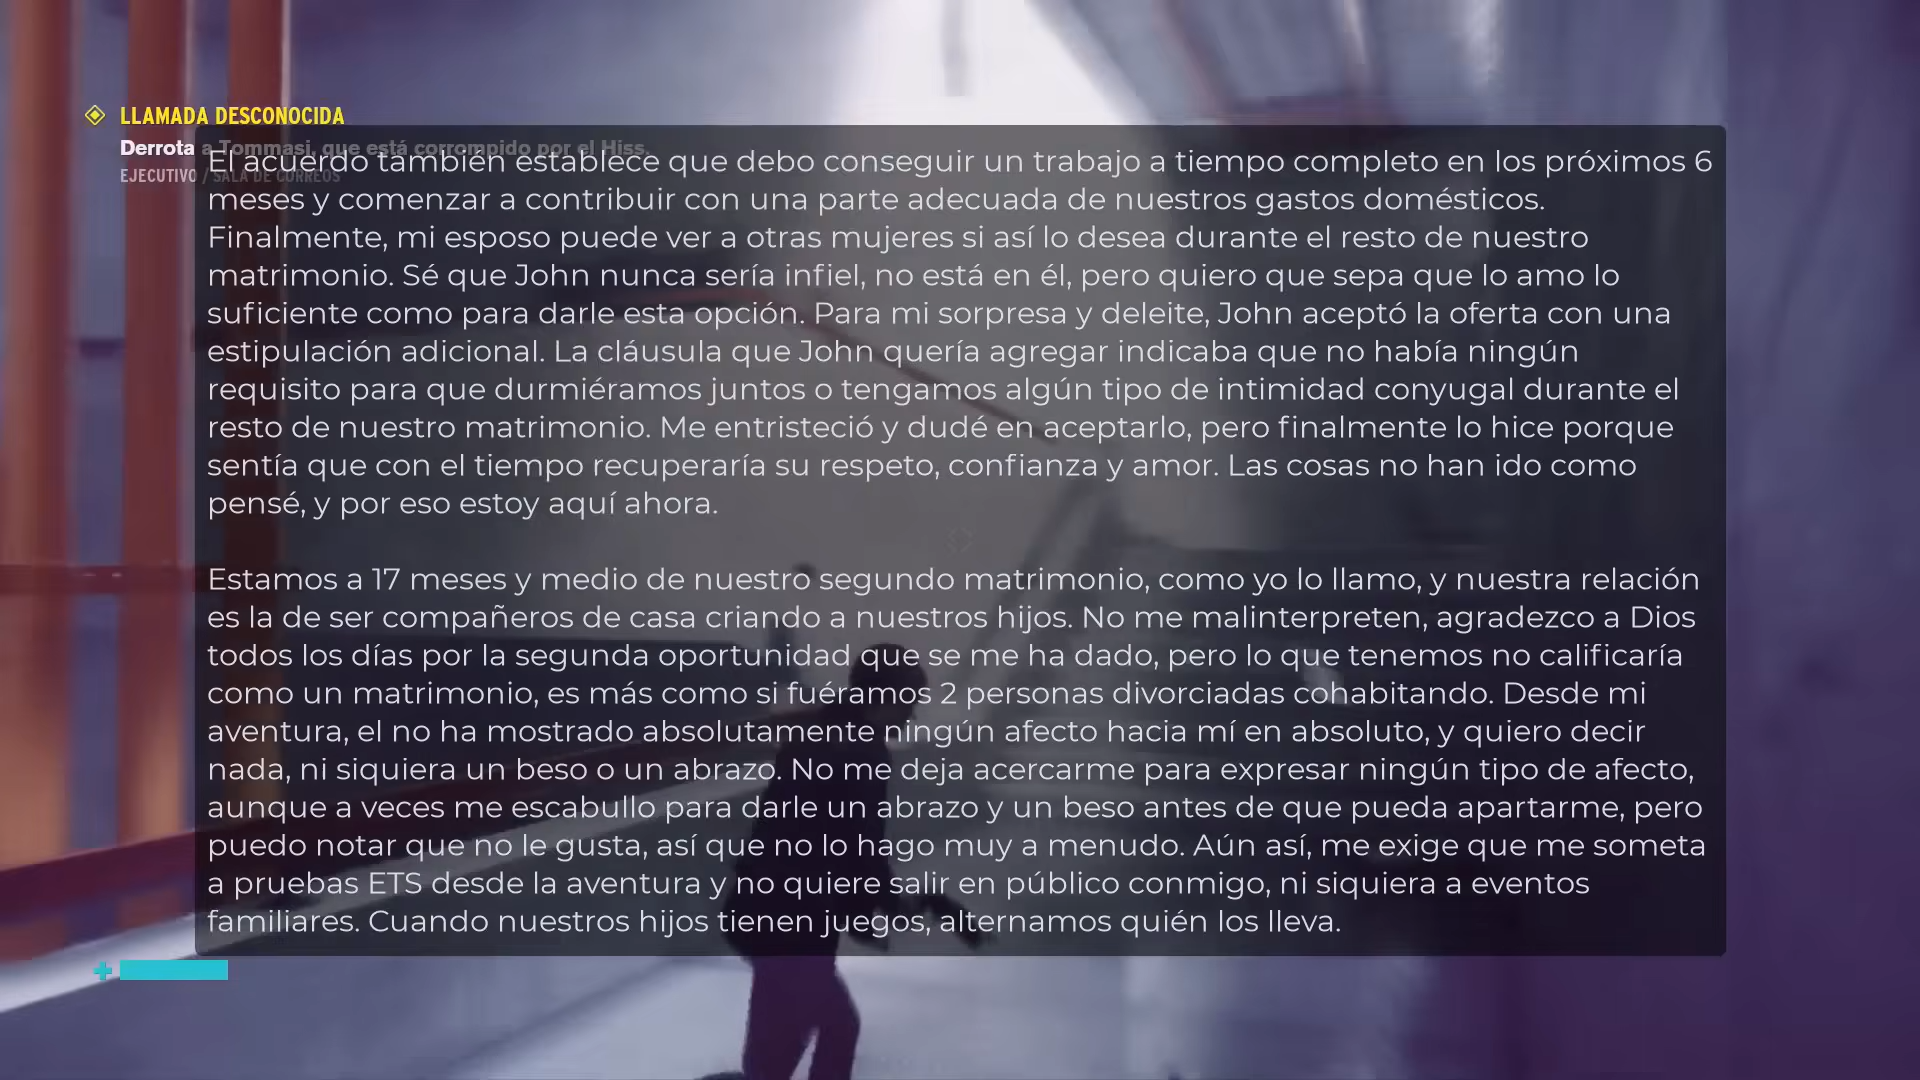 LLAMADA DESCONOCIDA
Derrota a Tommasi, que está corrompido por el Hiss.
EJECUTIVO / SALA DE CORREOS
El acuerdo también establece que debo conseguir un trabajo a tiempo completo en los próximos 6
meses y comenzar a contribuir con una parte adecuada de nuestros gastos domésticos.
Finalmente, mi esposo puede ver a otras mujeres si así lo desea durante el resto de nuestro
matrimonio. Sé que John nunca sería infiel, no está en él, pero quiero que sepa que lo amo lo
suficiente como para darle esta opción. Para mi sorpresa y deleite, John aceptó la oferta con una
estipulación adicional. La cláusula que John quería agregar indicaba que no había ningún
requisito para que durmiéramos juntos o tengamos algún tipo de intimidad conyugal durante el
resto de nuestro matrimonio. Me entristeció y dudé en aceptarlo, pero finalmente lo hice porque
sentía que con el tiempo recuperaría su respeto, confianza y amor. Las cosas no han ido como
pensé, y por eso estoy aquí ahora.
Estamos a 17 meses y medio de nuestro segundo matrimonio, como yo lo llamo, y nuestra relación
es la de ser compañeros de casa criando a nuestros hijos. No me malinterpreten, agradezco a Dios
todos los días por la segunda oportunidad que se me ha dado, pero lo que tenemos no calificaría
como un matrimonio, es más como si fuéramos 2 personas divorciadas cohabitando. Desde mi
aventura, el no ha mostrado absolutamente ningún afecto hacia mí en absoluto, y quiero decir
nada, ni siquiera un beso o un abrazo. No me deja acercarme para expresar ningún tipo de afecto,
aunque a veces me escabullo para darle un abrazo y un beso antes de que pueda apartarme, pero
puedo notar que no le gusta, así que no lo hago muy a menudo. Aún así, me exige que me someta
a pruebas ETS desde la aventura y no quiere salir en público conmigo, ni siquiera a eventos
familiares. Cuando nuestros hijos tienen juegos, alternamos quién los lleva.